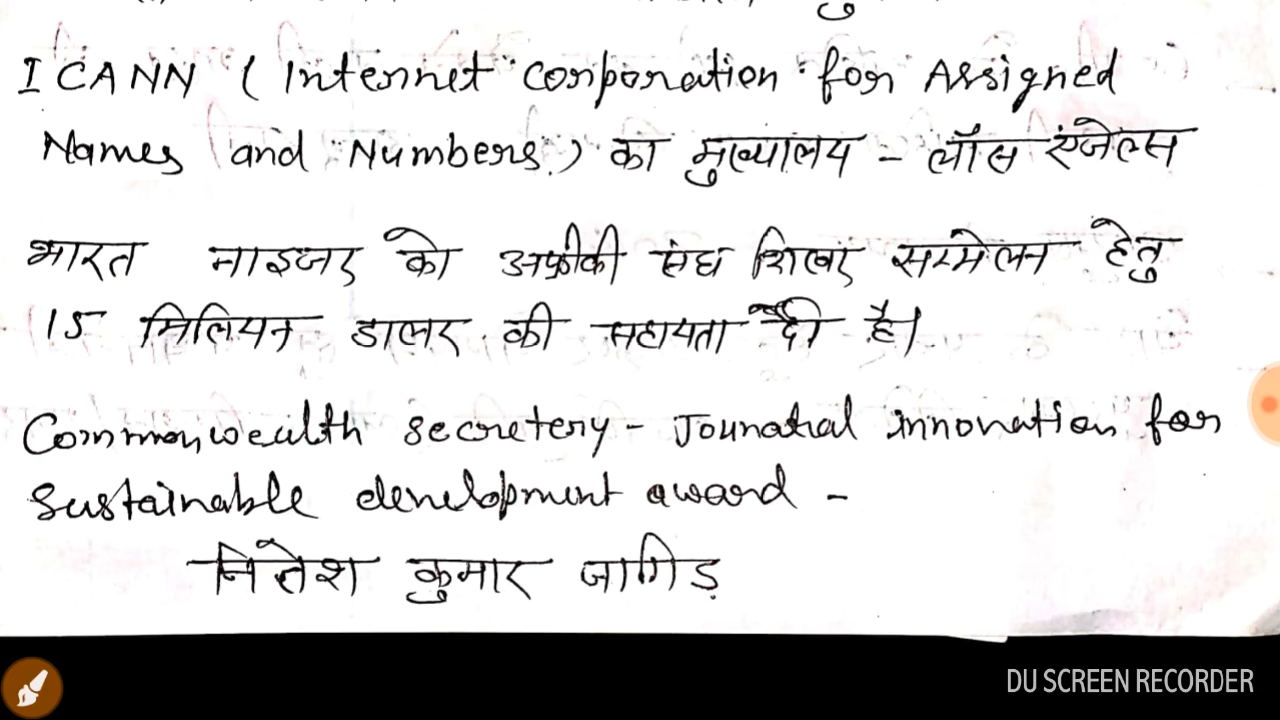 ICANN (Internet Corporation for Assigned
Names and Numbers) का मुख्यालय - लॉस एंजेल्स
भारत नाइजर को अफ्रीकी संघ शिखर सम्मेलन हेतु
15 मिलियन डालर की सहायता दी है।
Commonwealth secretery - Jounatral innovation for
sustainable development award -
नितेश कुमार जांगिड़
DU SCREEN RECORDER